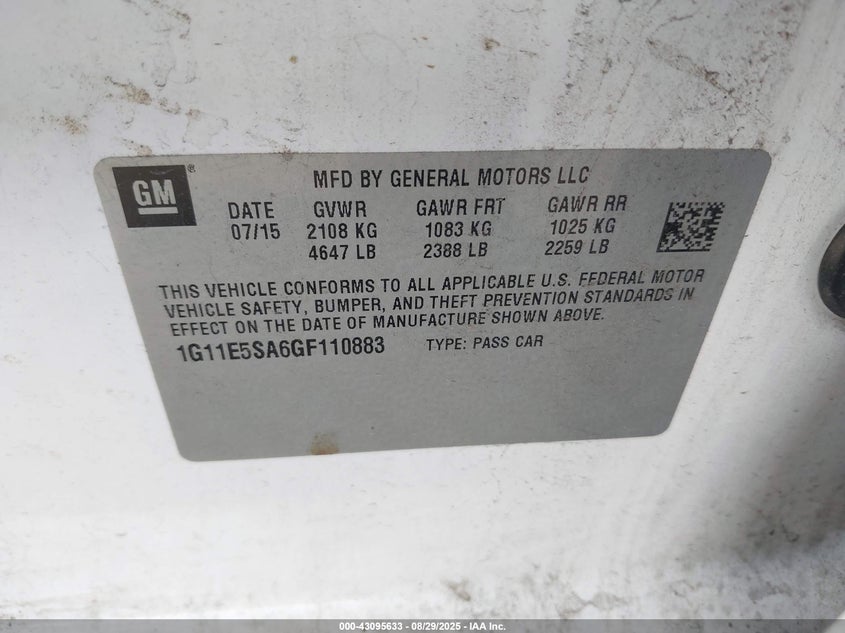 GM
MFD BY GENERAL MOTORS LLC
DATE GVWR GAWR FRT GAWR RR
07/15 2108 KG 1083 KG 1025 KG
4647 LB 2388 LB 2259 LB
THIS VEHICLE CONFORMS TO ALL APPLICABLE U.S. FEDERAL MOTOR
VEHICLE SAFETY, BUMPER, AND THEFT PREVENTION STANDARDS IN
EFFECT ON THE DATE OF MANUFACTURE SHOWN ABOVE.
1G11E5SA6GF110883 TYPE: PASS CAR
000-43095633 - 08/29/2025 - IAA Inc.